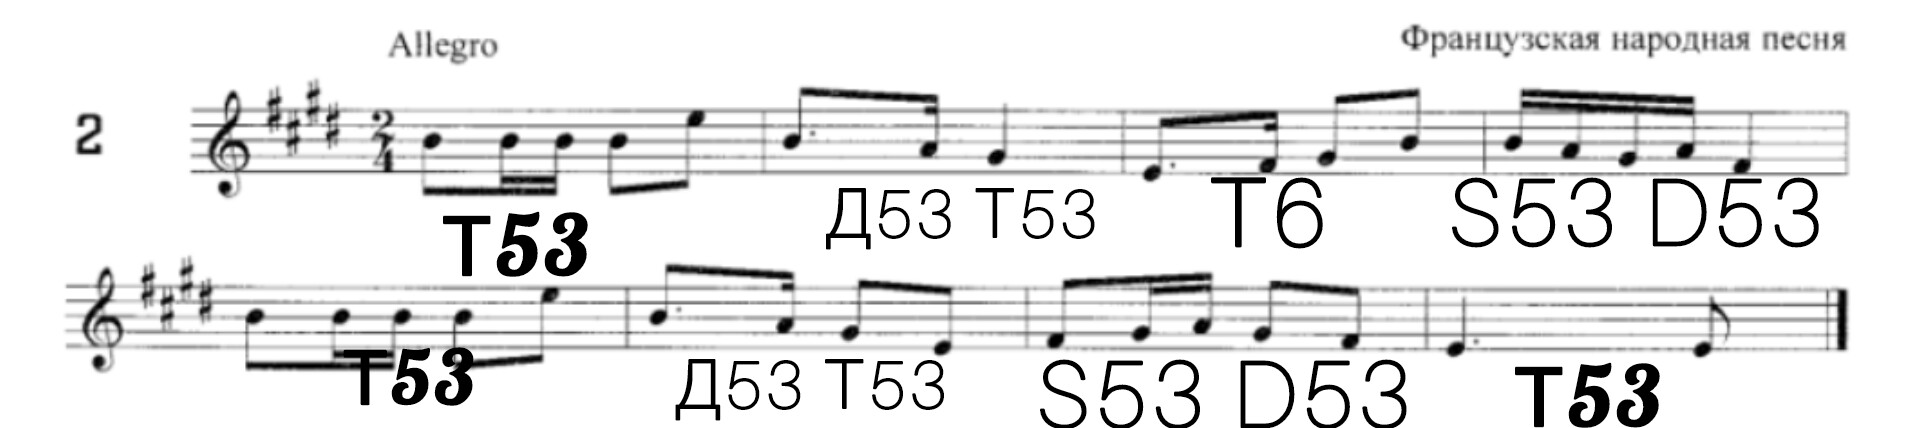 Allegro Французская народная песня
2 2 4
Д53 Т53 Т6 S53 D53
Т53
Т53 Д53 Т53 S53 D53 Т53